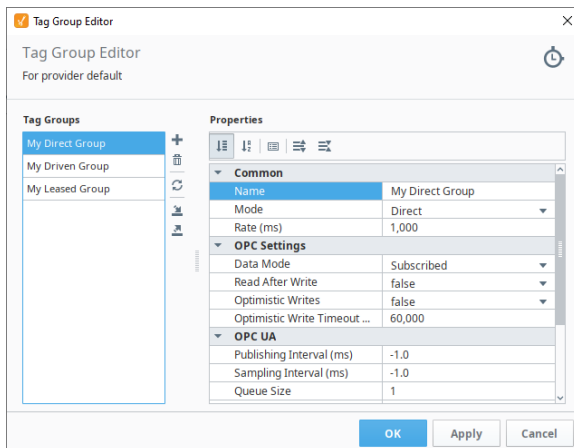 Tag Group Editor
Tag Group Editor
For provider default
Tag Groups
My Direct Group
My Driven Group
My Leased Group
Properties
Common
Name My Direct Group
Mode Direct
Rate (ms) 1,000
OPC Settings
Data Mode Subscribed
Read After Write false
Optimistic Writes false
Optimistic Write Timeout ... 60,000
OPC UA
Publishing Interval (ms) -1.0
Sampling Interval (ms) -1.0
Queue Size 1
OK Apply Cancel